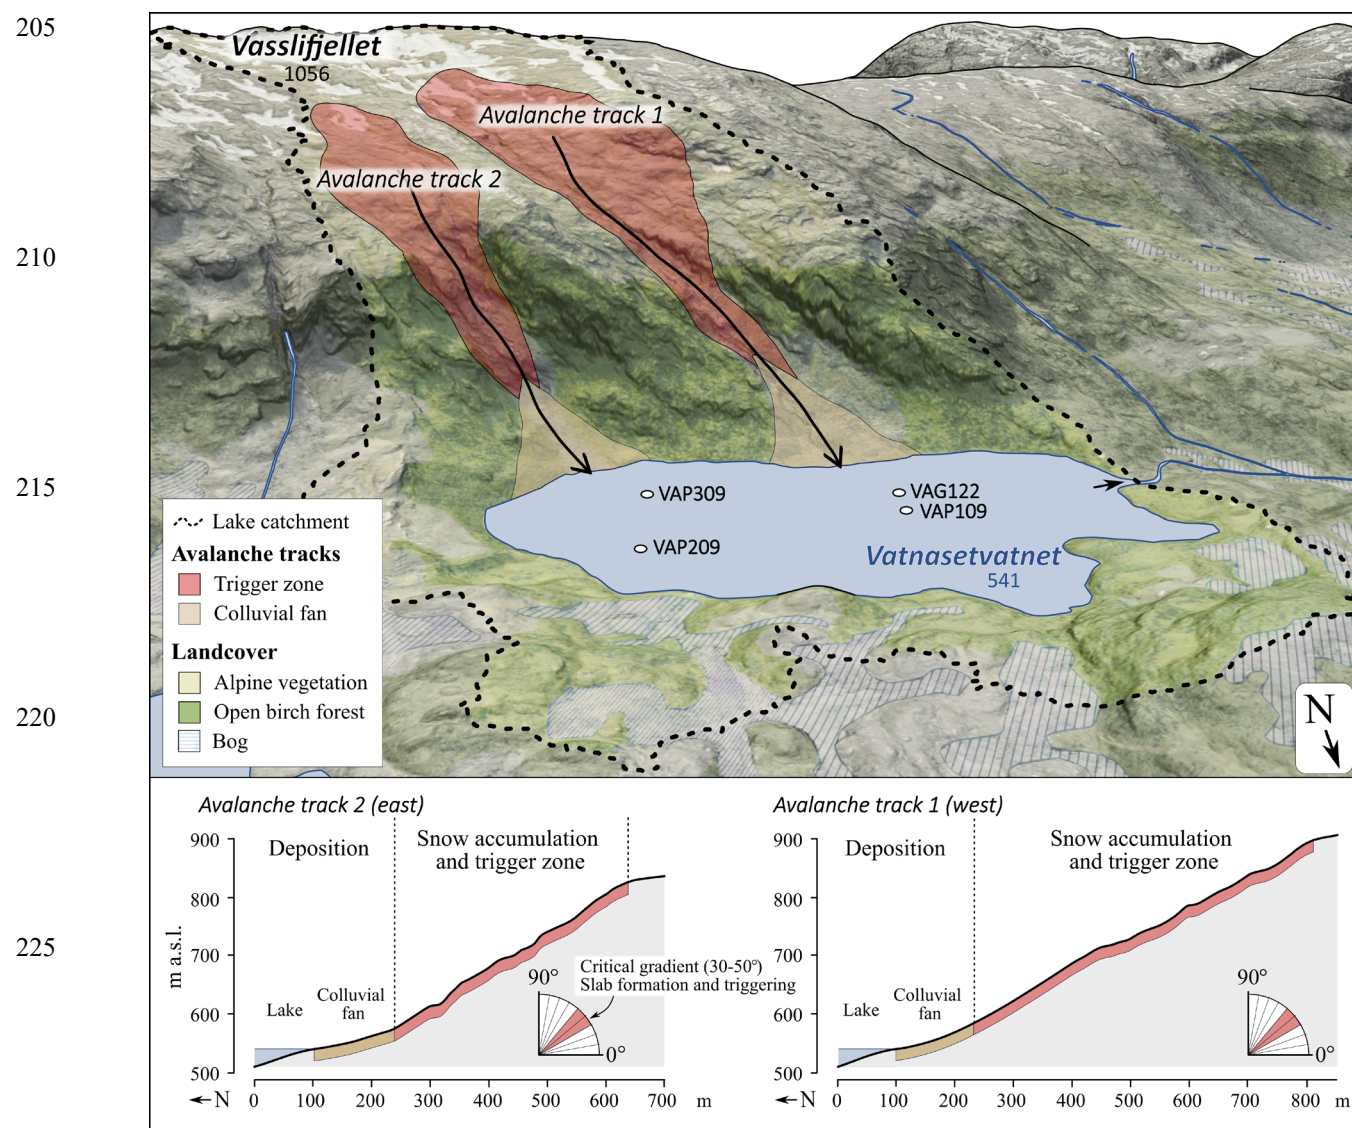 205
210
215
220
225
Vasslifjellet
1056
Avalanche track 1
Avalanche track 2
VAP309
VAG122
VAP109
VAP209
Vatnasetvatnet
541
Lake catchment
Avalanche tracks
Trigger zone
Colluvial fan
Landcover
Alpine vegetation
Open birch forest
Bog
N
Avalanche track 2 (east)
Deposition
Snow accumulation
and trigger zone
900
800
700
600
500
m a.s.l.
Lake
Colluvial
fan
Critical gradient (30-50°)
Slab formation and triggering
90°
0°
←N
0 100 200 300 400 500 600 700 m
Avalanche track 1 (west)
Deposition
Snow accumulation
and trigger zone
900
800
700
600
500
Lake
Colluvial
fan
90°
0°
←N
0 100 200 300 400 500 600 700 800 m